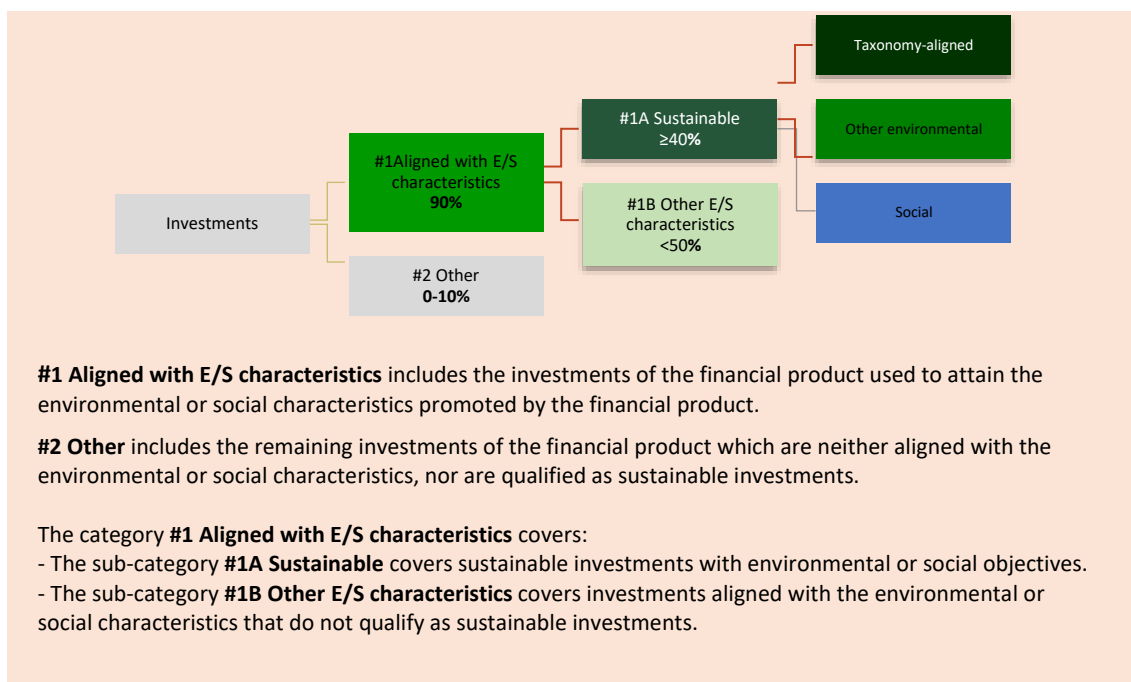 Taxonomy-aligned
#1A Sustainable
≥40%
Other environmental
#1Aligned with E/S
characteristics
90%
#1B Other E/S
characteristics
<50%
Social
Investments
#2 Other
0-10%
#1 Aligned with E/S characteristics includes the investments of the financial product used to attain the
environmental or social characteristics promoted by the financial product.
#2 Other includes the remaining investments of the financial product which are neither aligned with the
environmental or social characteristics, nor are qualified as sustainable investments.
The category #1 Aligned with E/S characteristics covers:
- The sub-category #1A Sustainable covers sustainable investments with environmental or social objectives.
- The sub-category #1B Other E/S characteristics covers investments aligned with the environmental or
social characteristics that do not qualify as sustainable investments.